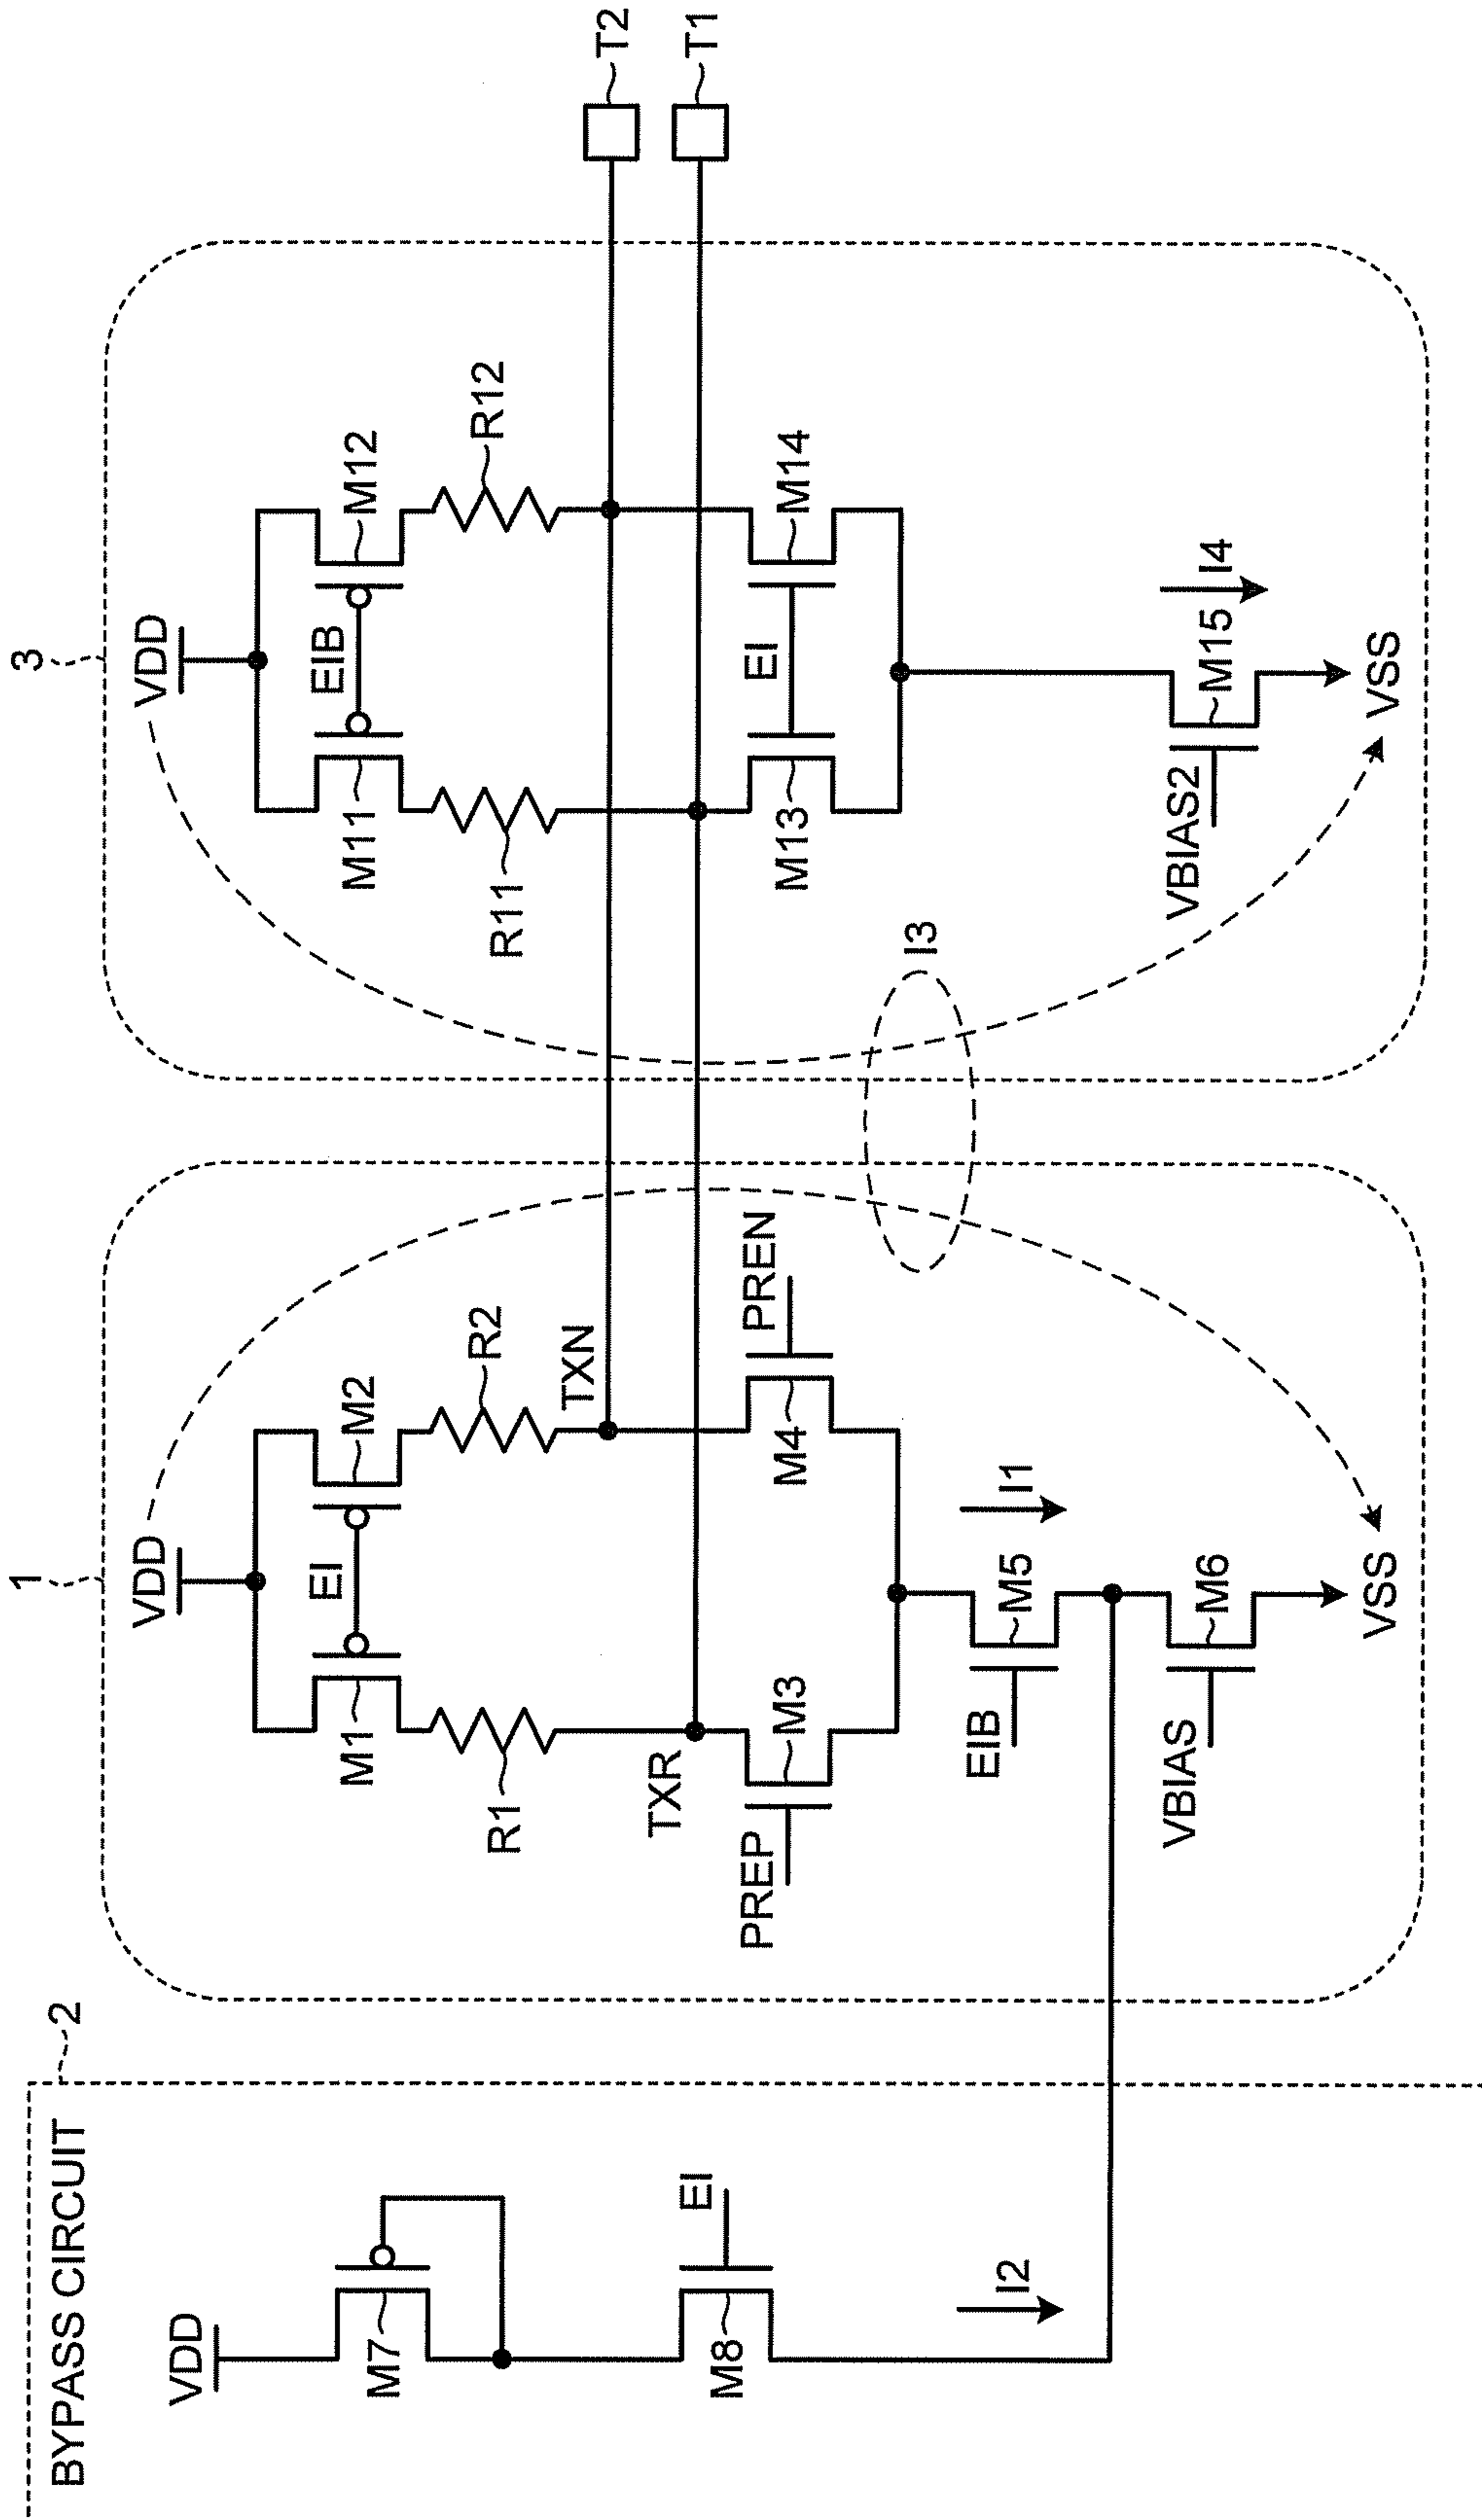 BYPASS CIRCUIT
2
VDD
M7
M8
EI
I2
1
VDD
M1
EI
M2
R1
R2
TXR
TXN
PREP
M3
M4
PREN
EIB
M5
I1
VBIAS
M6
VSS
I3
3
VDD
M11
EIB
M12
R11
R12
M13
EI
M14
VBIAS2
M15
I4
VSS
T2
T1